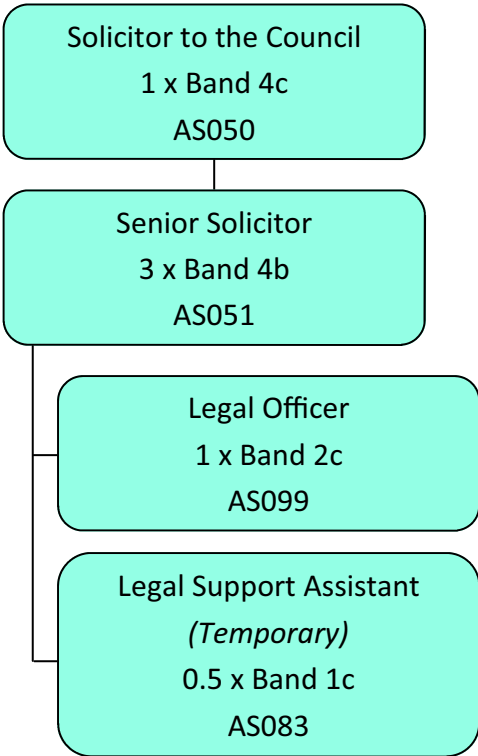 Solicitor to the Council
1 x Band 4c
AS050
Senior Solicitor
3 x Band 4b
AS051
Legal Officer
1 x Band 2c
AS099
Legal Support Assistant
(Temporary)
0.5 x Band 1c
AS083